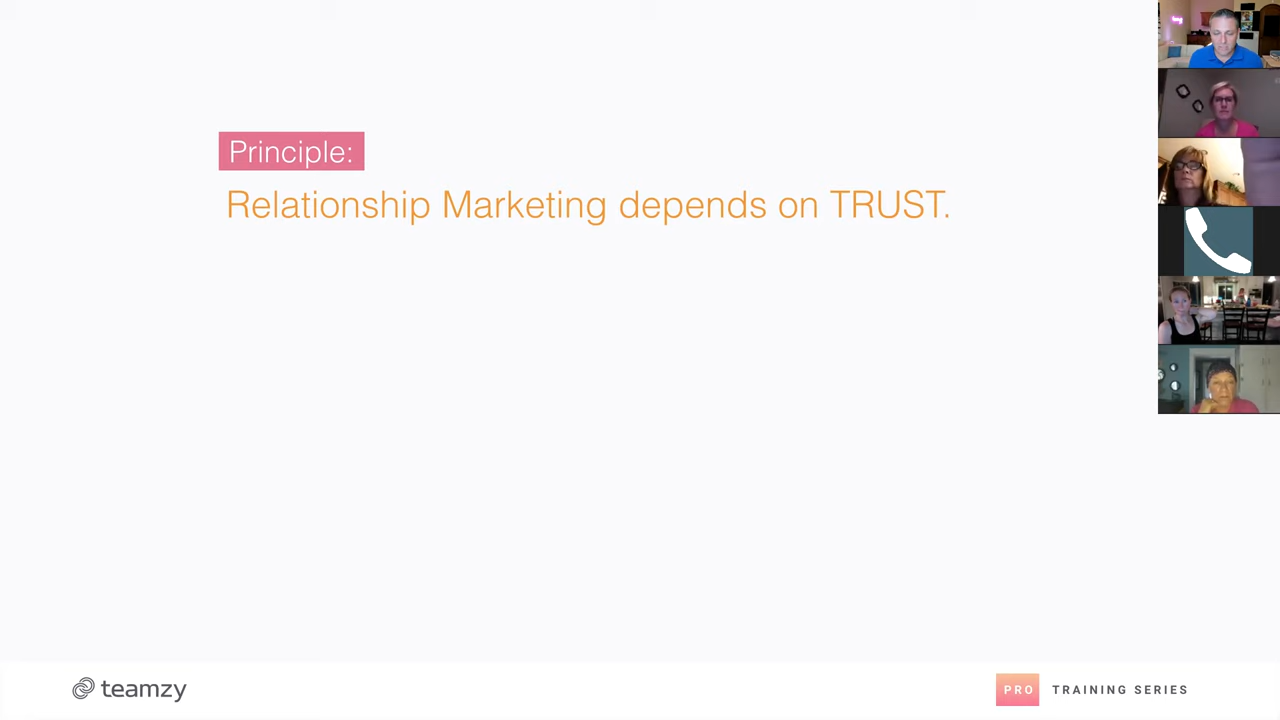 Principle:
Relationship Marketing depends on TRUST.
teamzy
PRO TRAINING SERIES